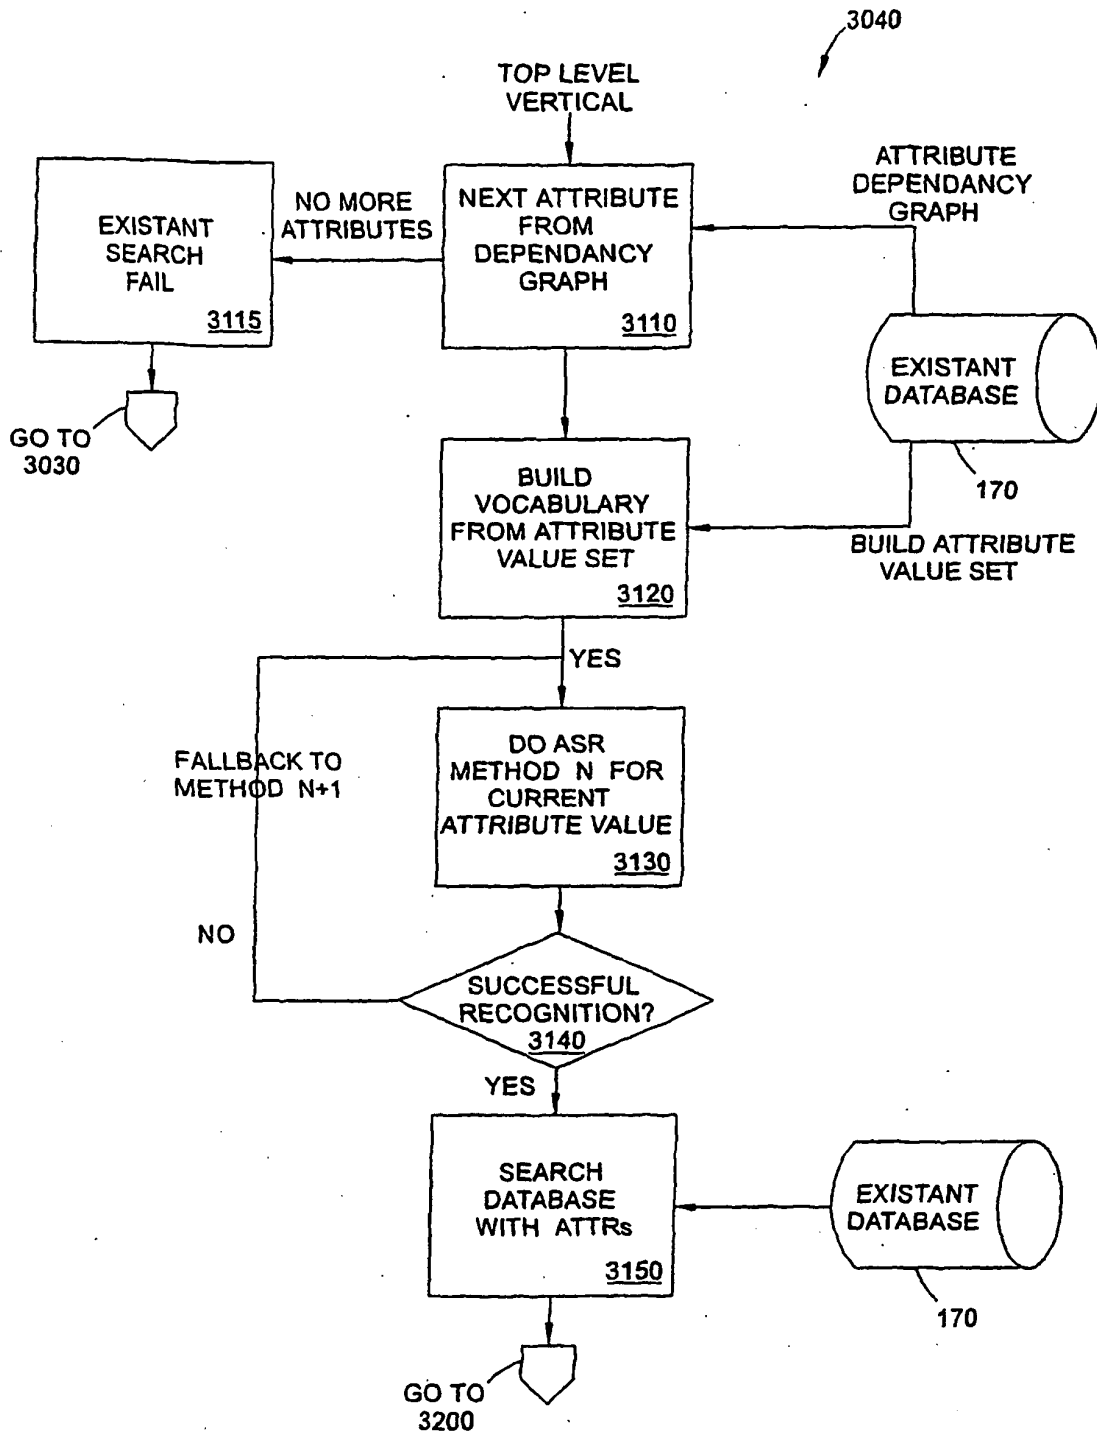 3040
TOP LEVEL
VERTICAL
ATTRIBUTE
DEPENDANCY
GRAPH
NO MORE
ATTRIBUTES
EXISTANT
SEARCH
FAIL
3115
NEXT ATTRIBUTE
FROM
DEPENDANCY
GRAPH
3110
EXISTANT
DATABASE
170
GO TO
3030
BUILD
VOCABULARY
FROM ATTRIBUTE
VALUE SET
3120
BUILD ATTRIBUTE
VALUE SET
YES
FALLBACK TO
METHOD N+1
DO ASR
METHOD N FOR
CURRENT
ATTRIBUTE VALUE
3130
NO
SUCCESSFUL
RECOGNITION?
3140
YES
SEARCH
DATABASE
WITH ATTRs
3150
EXISTANT
DATABASE
170
GO TO
3200